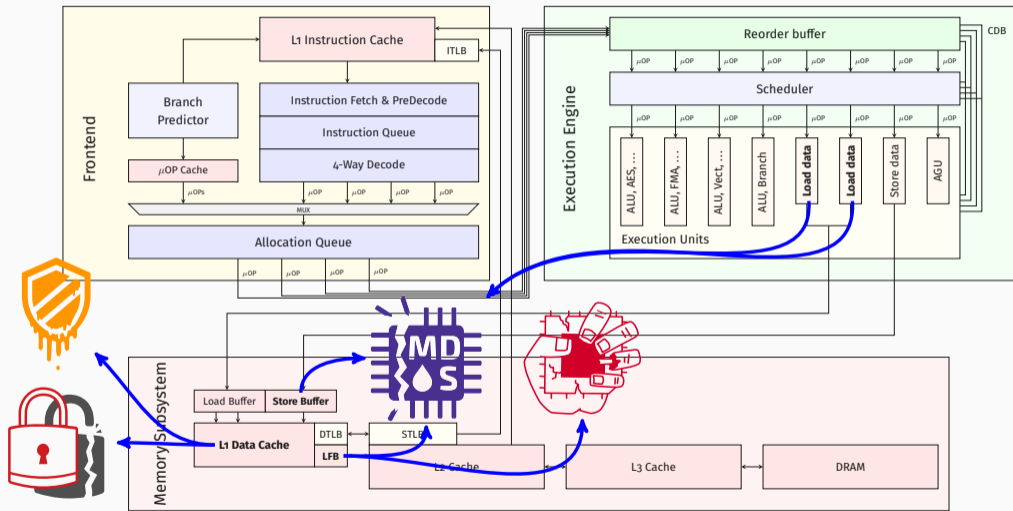 Frontend
L1 Instruction Cache
ITLB
Branch
Predictor
Instruction Fetch & PreDecode
Instruction Queue
4-Way Decode
μOP Cache
μOPs
μOP
μOP
μOP
μOP
MUX
Allocation Queue
μOP
μOP
μOP
μOP
Execution Engine
Reorder buffer
CDB
μOP
μOP
μOP
μOP
μOP
μOP
μOP
μOP
Scheduler
μOP
μOP
μOP
μOP
μOP
μOP
μOP
μOP
ALU, AES, ...
ALU, FMA, ...
ALU, Vect, ...
ALU, Branch
Load data
Load data
Store data
AGU
Execution Units
MD
S
Memory Subsystem
Load Buffer
Store Buffer
L1 Data Cache
DTLB
LFB
STLB
L2 Cache
L3 Cache
DRAM